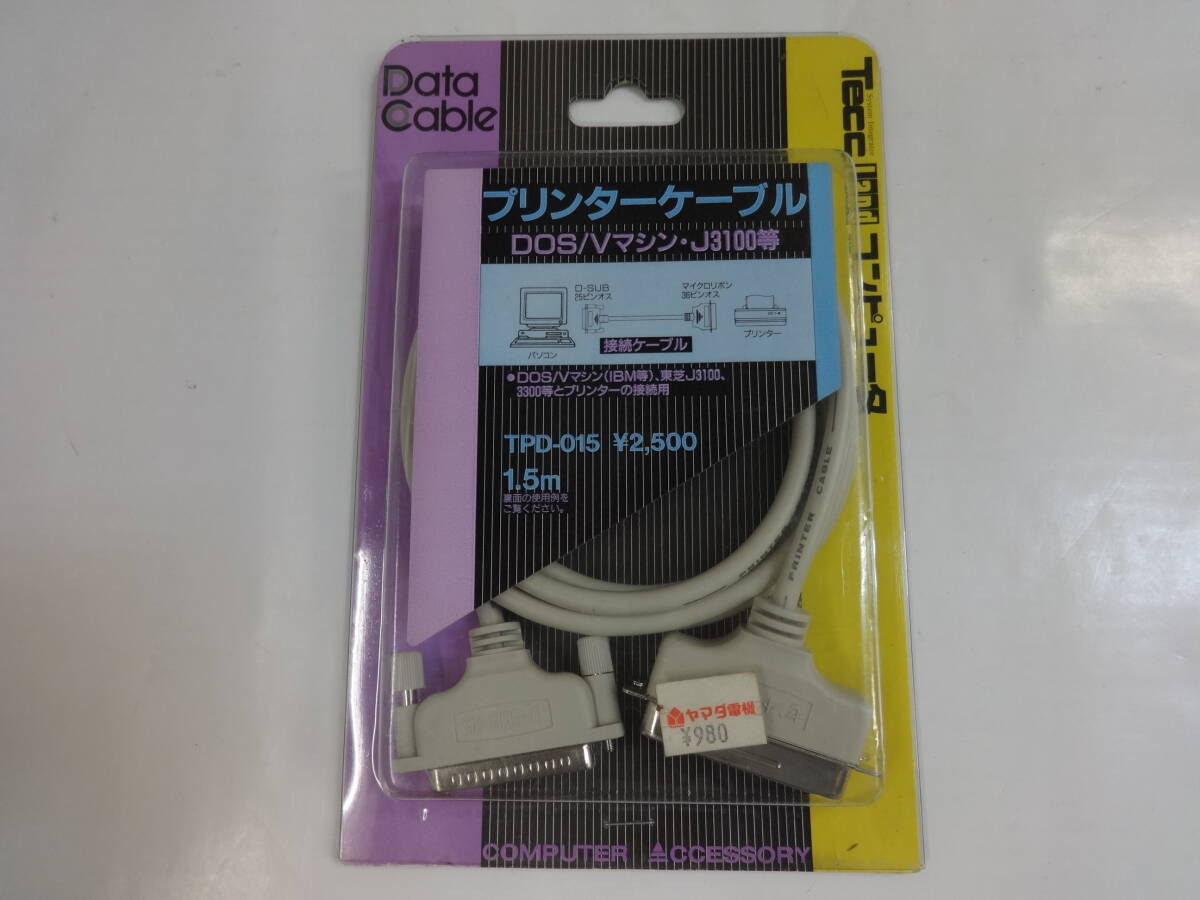 Data
Cable
Tecc Land コンピュータ
System Integrater
プリンターケーブル
DOS/Vマシン・J3100等
D-SUB
25ピンオス
マイクロリボン
36ピンオス
パソコン
接続ケーブル
プリンター
●DOS/Vマシン(IBM等)、東芝J3100、
3300等とプリンターの接続用
TPD-015 ¥2,500
1.5m
裏面の使用例を
ご覧ください。
PRINTER CABLE
PRINTER
ヤマダ電機
¥980
COMPUTER ACCESSORY